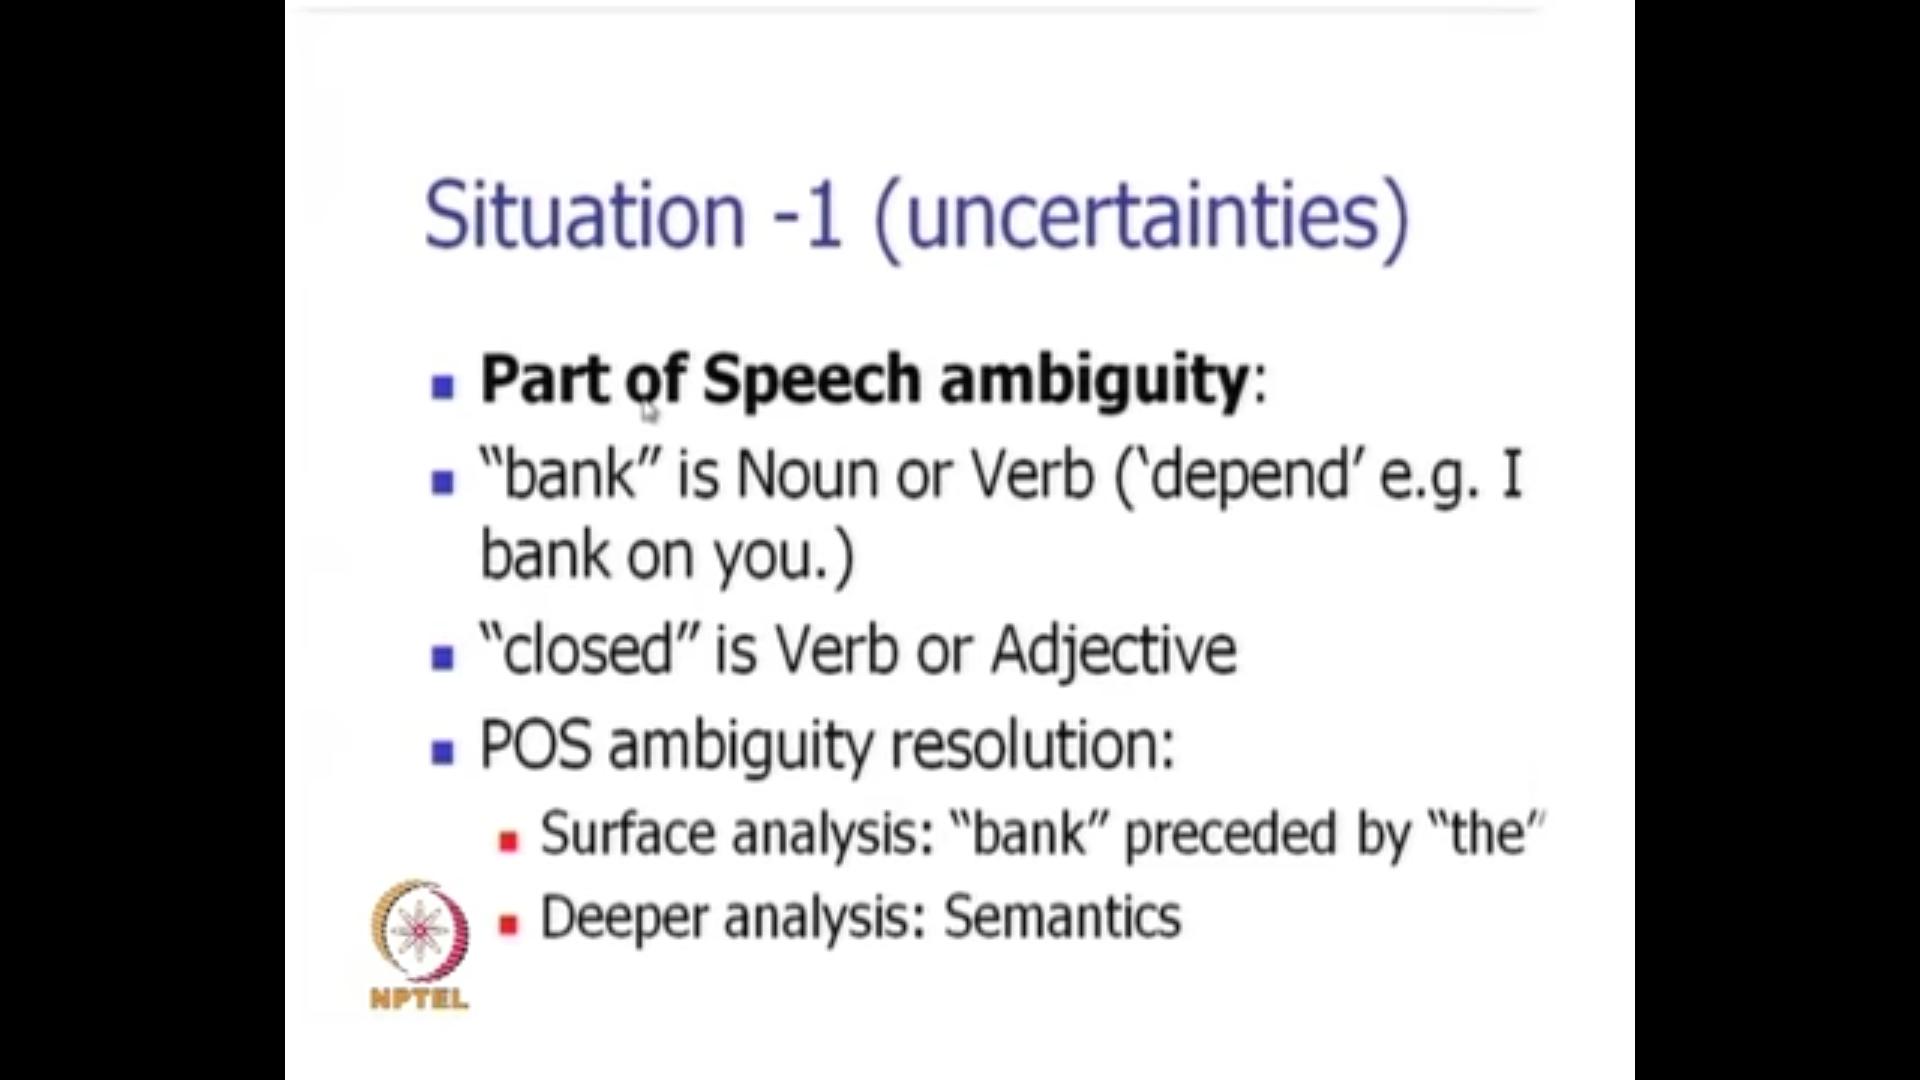 Situation -1 (uncertainties)
Part of Speech ambiguity:
“bank” is Noun or Verb (‘depend’ e.g. I
bank on you.)
“closed” is Verb or Adjective
POS ambiguity resolution:
Surface analysis: “bank” preceded by “the”
Deeper analysis: Semantics
NPTEL